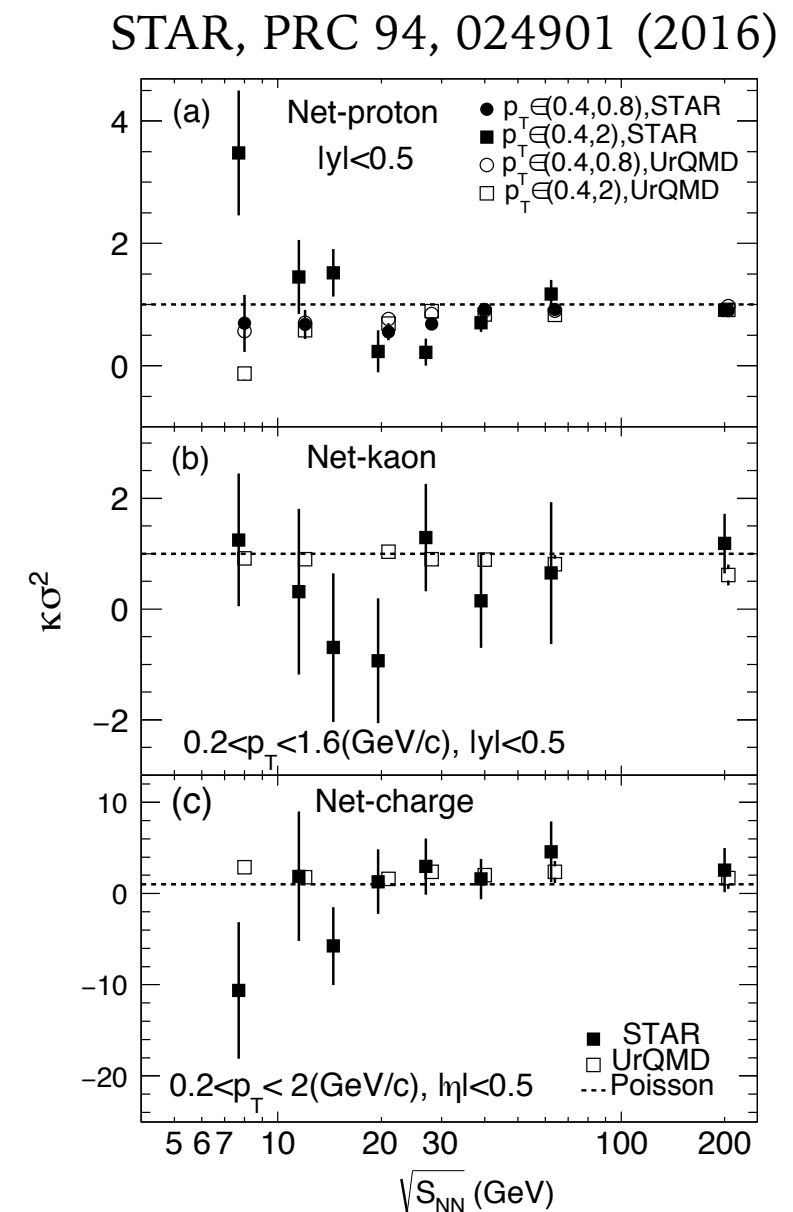 STAR, PRC 94, 024901 (2016)
(a) Net-proton
|y|<0.5
p_T∈(0.4,0.8),STAR
p_T∈(0.4,2),STAR
p_T∈(0.4,0.8),UrQMD
p_T∈(0.4,2),UrQMD
4
2
0
(b) Net-kaon
2
0
−2
0.2<p_T<1.6(GeV/c), |y|<0.5
κσ²
(c) Net-charge
10
0
−10
−20
STAR
UrQMD
Poisson
0.2<p_T< 2(GeV/c), |η|<0.5
5 6 7 10 20 30 100 200
√S_NN (GeV)